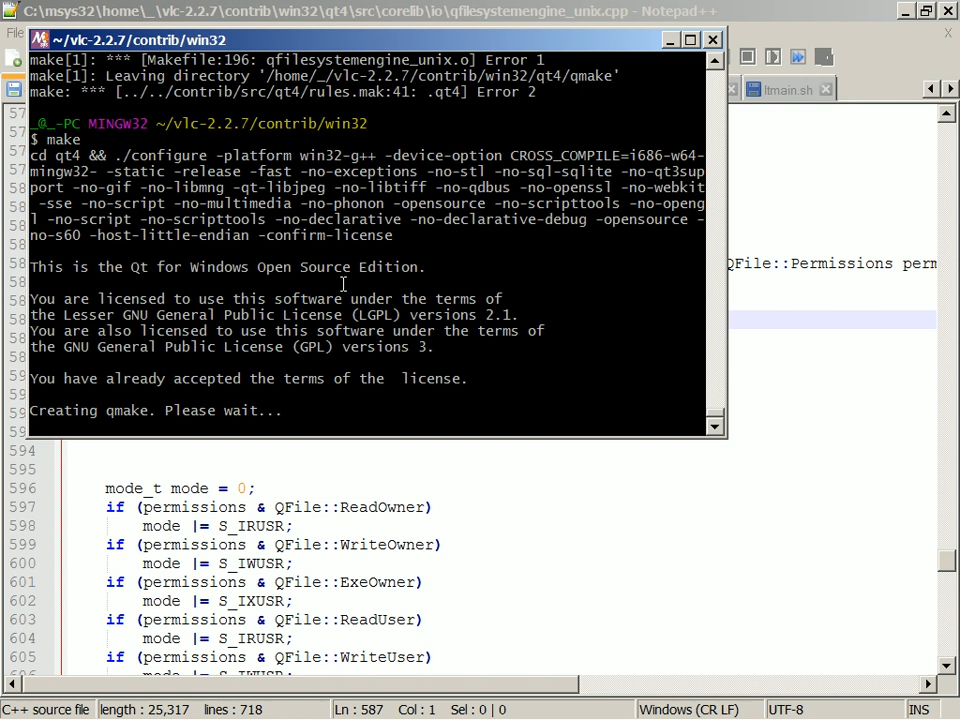 C:\msys32\home\_\vlc-2.2.7\contrib\win32\qt4\src\corelib\io\qfilesystemengine_unix.cpp - Notepad++
File
~/vlc-2.2.7/contrib/win32
ltmain.sh
make[1]: *** [Makefile:196: qfilesystemengine_unix.o] Error 1
make[1]: Leaving directory '/home/_/vlc-2.2.7/contrib/win32/qt4/qmake'
make: *** [../../contrib/src/qt4/rules.mak:41: .qt4] Error 2
_@_-PC MINGW32 ~/vlc-2.2.7/contrib/win32
$ make
cd qt4 && ./configure -platform win32-g++ -device-option CROSS_COMPILE=i686-w64-
mingw32- -static -release -fast -no-exceptions -no-stl -no-sql-sqlite -no-qt3sup
port -no-gif -no-libmng -qt-libjpeg -no-libtiff -no-qdbus -no-openssl -no-webkit
-sse -no-script -no-multimedia -no-phonon -opensource -no-scripttools -no-openg
l -no-script -no-scripttools -no-declarative -no-declarative-debug -opensource -
no-s60 -host-little-endian -confirm-license
This is the Qt for Windows Open Source Edition.
You are licensed to use this software under the terms of
the Lesser GNU General Public License (LGPL) versions 2.1.
You are also licensed to use this software under the terms of
the GNU General Public License (GPL) versions 3.
You have already accepted the terms of the  license.
Creating qmake. Please wait...
QFile::Permissions perm
594
595
596 mode_t mode = 0;
597 if (permissions & QFile::ReadOwner)
598 mode |= S_IRUSR;
599 if (permissions & QFile::WriteOwner)
600 mode |= S_IWUSR;
601 if (permissions & QFile::ExeOwner)
602 mode |= S_IXUSR;
603 if (permissions & QFile::ReadUser)
604 mode |= S_IRUSR;
605 if (permissions & QFile::WriteUser)
C++ source file length : 25,317 lines : 718 Ln : 587 Col : 1 Sel : 0 | 0 Windows (CR LF) UTF-8 INS